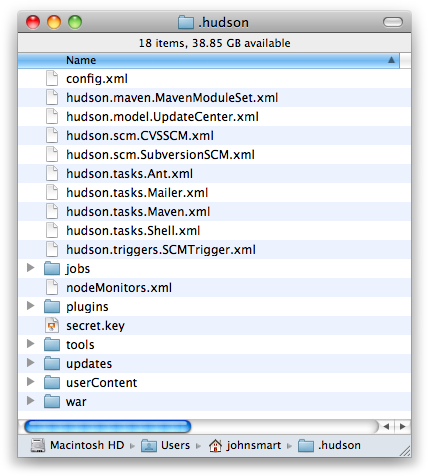 .hudson
18 items, 38.85 GB available
Name
config.xml
hudson.maven.MavenModuleSet.xml
hudson.model.UpdateCenter.xml
hudson.scm.CVSSCM.xml
hudson.scm.SubversionSCM.xml
hudson.tasks.Ant.xml
hudson.tasks.Mailer.xml
hudson.tasks.Maven.xml
hudson.tasks.Shell.xml
hudson.triggers.SCMTrigger.xml
jobs
nodeMonitors.xml
plugins
secret.key
tools
updates
userContent
war
Macintosh HD Users johnsmart .hudson